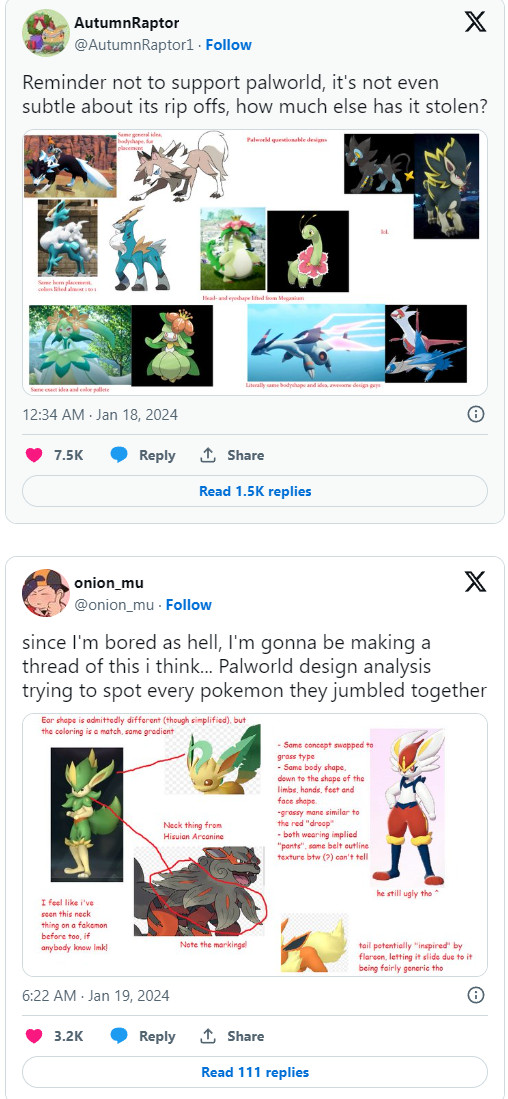 AutumnRaptor
@AutumnRaptor1 · Follow
Reminder not to support palworld, it's not even
subtle about its rip offs, how much else has it stolen?
Same general idea,
bodyshape, fur
placement
Palworld questionable designs
lol.
Same horn placement,
colors lifted almost 1 to 1
Head- and eyeshape lifted from Meganium
Same exact idea and color pallete
Literally same bodyshape and idea, awesome design guys
12:34 AM · Jan 18, 2024
7.5K
Reply
Share
Read 1.5K replies
onion_mu
@onion_mu · Follow
since I'm bored as hell, I'm gonna be making a
thread of this i think... Palworld design analysis
trying to spot every pokemon they jumbled together
Ear shape is admittedly different (though simplified), but
the coloring is a match, same gradient
- Same concept swapped to
grass type
- Same body shape,
down to the shape of the
limbs, hands, feet and
face shape.
-grassy mane similar to
the red "droop"
- both wearing implied
"pants", same belt outline
texture btw (?) can't tell
Neck thing from
Hisuian Arcanine
he still ugly tho ^
I feel like i've
seen this neck
thing on a fakemon
before too, if
anybody know lmk!
Note the markings!
tail potentially "inspired" by
flareon, letting it slide due to it
being fairly generic tho
6:22 AM · Jan 19, 2024
3.2K
Reply
Share
Read 111 replies